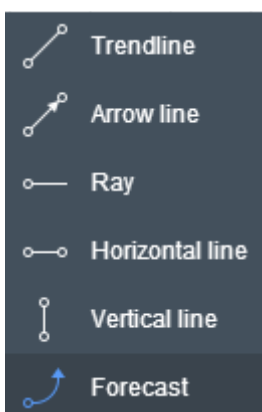 Trendline
Arrow line
Ray
Horizontal line
Vertical line
Forecast